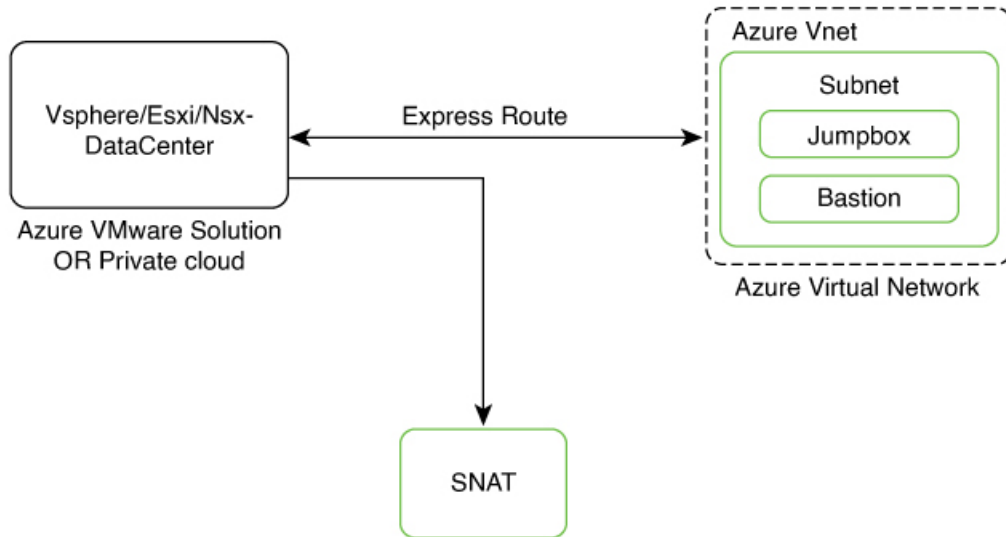 Azure Vnet
Vsphere/Esxi/Nsx-
DataCenter
Express Route
Subnet
Jumpbox
Bastion
Azure VMware Solution
OR Private cloud
Azure Virtual Network
SNAT